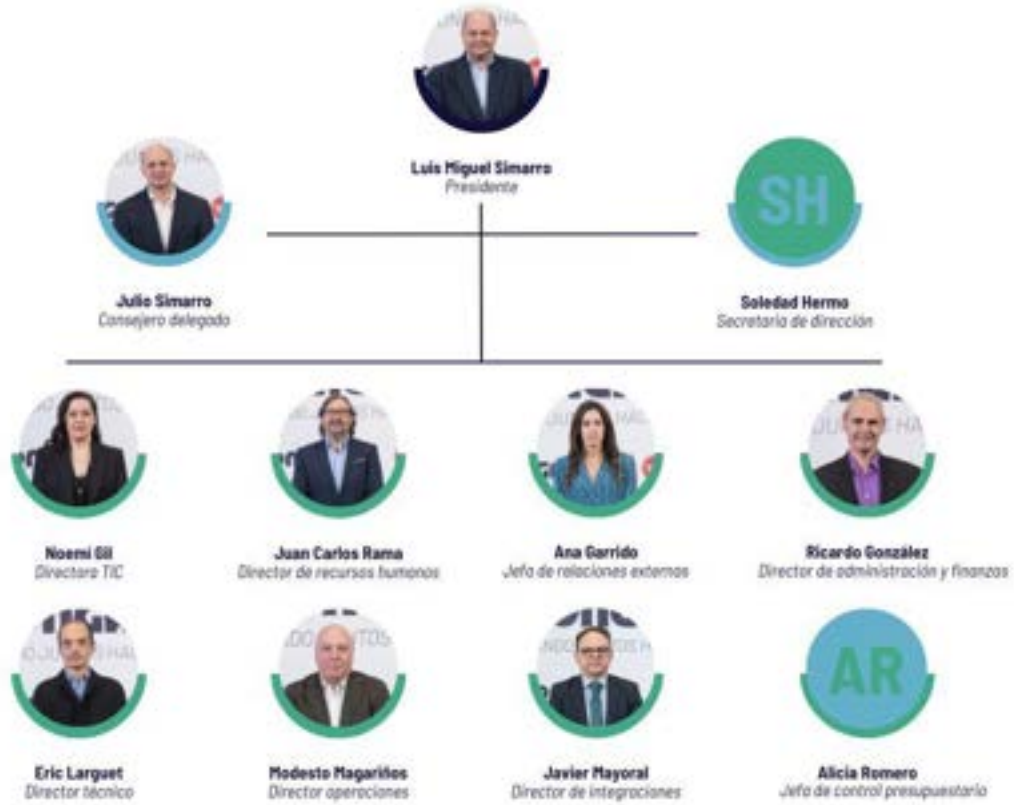 Luis Miguel Simarro
Presidente
SH
Julio Simarro
Consejero delegado
Soledad Hermo
Secretaria de dirección
Noemí Gil
Directora TIC
Juan Carlos Rama
Director de recursos humanos
Ana Garrido
Jefa de relaciones externas
Ricardo González
Director de administración y finanzas
AR
Eric Larguet
Director técnico
Modesto Magariños
Director operaciones
Javier Mayoral
Director de integraciones
Alicia Romero
Jefa de control presupuestario